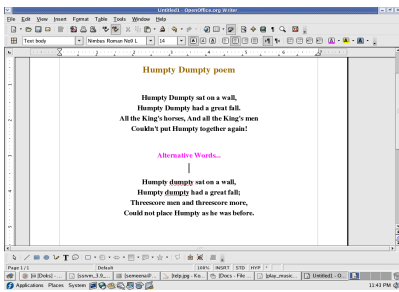 Untitled1 - OpenOffice.org Writer
File Edit View Insert Format Table Tools Window Help
Text body Nimbus Roman No9 L 14
Humpty Dumpty poem
Humpty Dumpty sat on a wall,
Humpty Dumpty had a great fall.
All the King's horses, And all the King's men
Couldn't put Humpty together again!
Alternative Words...
Humpty dumpty sat on a wall,
Humpty dumpty had a great fall;
Threescore men and threescore more,
Could not place Humpty as he was before.
Page 1 / 1 Default 100% INSRT STD HYP *
[Docs - File ... [play_music... Untitled1 - O...
Applications Places System 11:43 PM